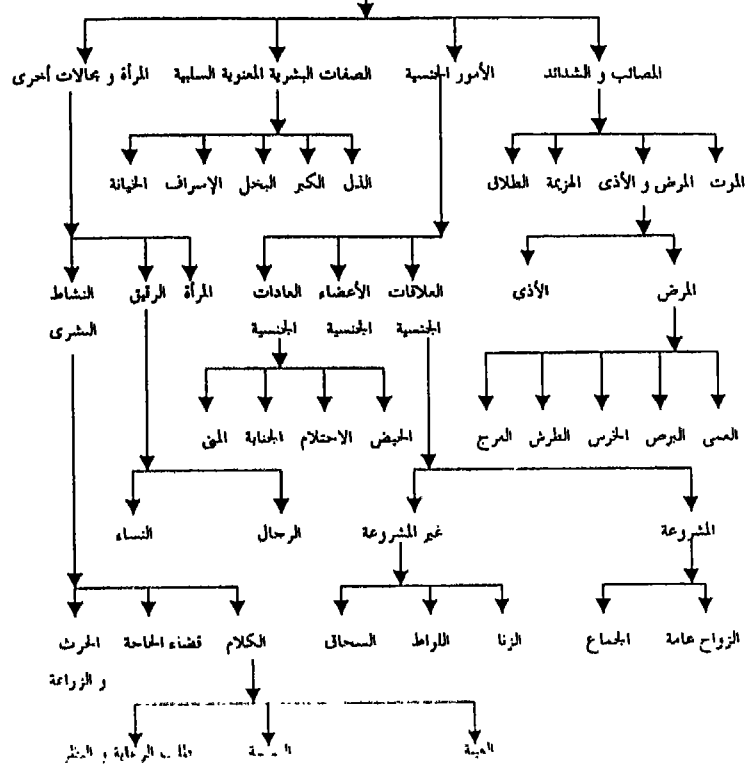 المصائب و الشدائد الأمور الجنسية الصفات البشرية المعنوية السلبية المرأة و مجالات أخرى
الموت المرض و الأذى الهزيمة الطلاق الذل الكبر البخل الإسراف الخيانة
المرض الأذى العلاقات الأعضاء العادات المرأة الرقيق النشاط
الجنسية الجنسية الجنسية البشرى
العمى البرص الخرس الطرش العرج الحيض الاحتلام الجنابة المنى
المشروعة غير المشروعة الرجال النساء
الزواج عامة الجماع الزنا اللواط السحاق الكلام قضاء الحاجة الحرث
و الزراعة
و